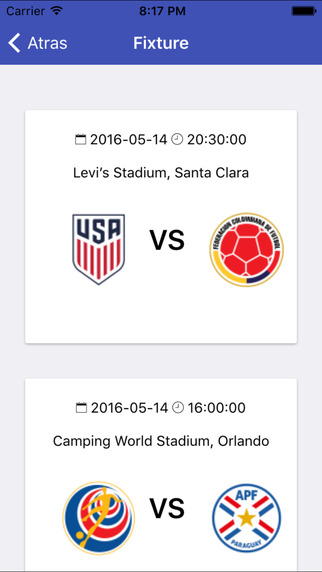 Carrier 8:17 PM
Atras Fixture
2016-05-14 20:30:00
Levi's Stadium, Santa Clara
USA VS FEDERACION COLOMBIANA DE FUTBOL
2016-05-14 16:00:00
Camping World Stadium, Orlando
VS APF
PARAGUAY